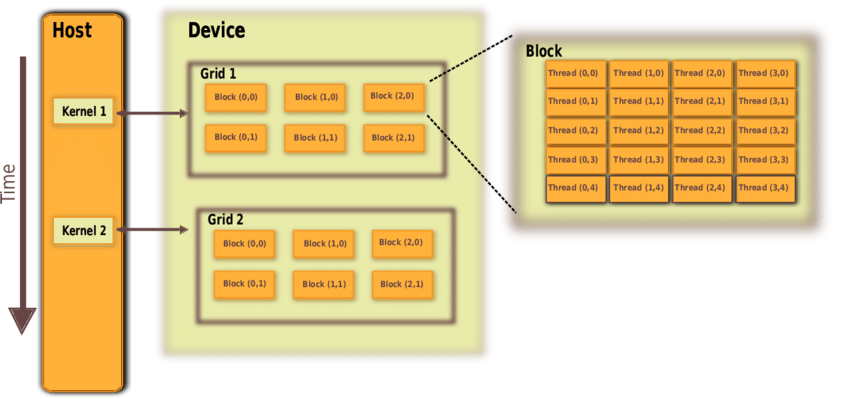 Host
Device
Block
Time
Kernel 1
Kernel 2
Grid 1
Block (0,0) Block (1,0) Block (2,0)
Block (0,1) Block (1,1) Block (2,1)
Grid 2
Block (0,0) Block (1,0) Block (2,0)
Block (0,1) Block (1,1) Block (2,1)
Thread (0,0) Thread (1,0) Thread (2,0) Thread (3,0)
Thread (0,1) Thread (1,1) Thread (2,1) Thread (3,1)
Thread (0,2) Thread (1,2) Thread (2,2) Thread (3,2)
Thread (0,3) Thread (1,3) Thread (2,3) Thread (3,3)
Thread (0,4) Thread (1,4) Thread (2,4) Thread (3,4)